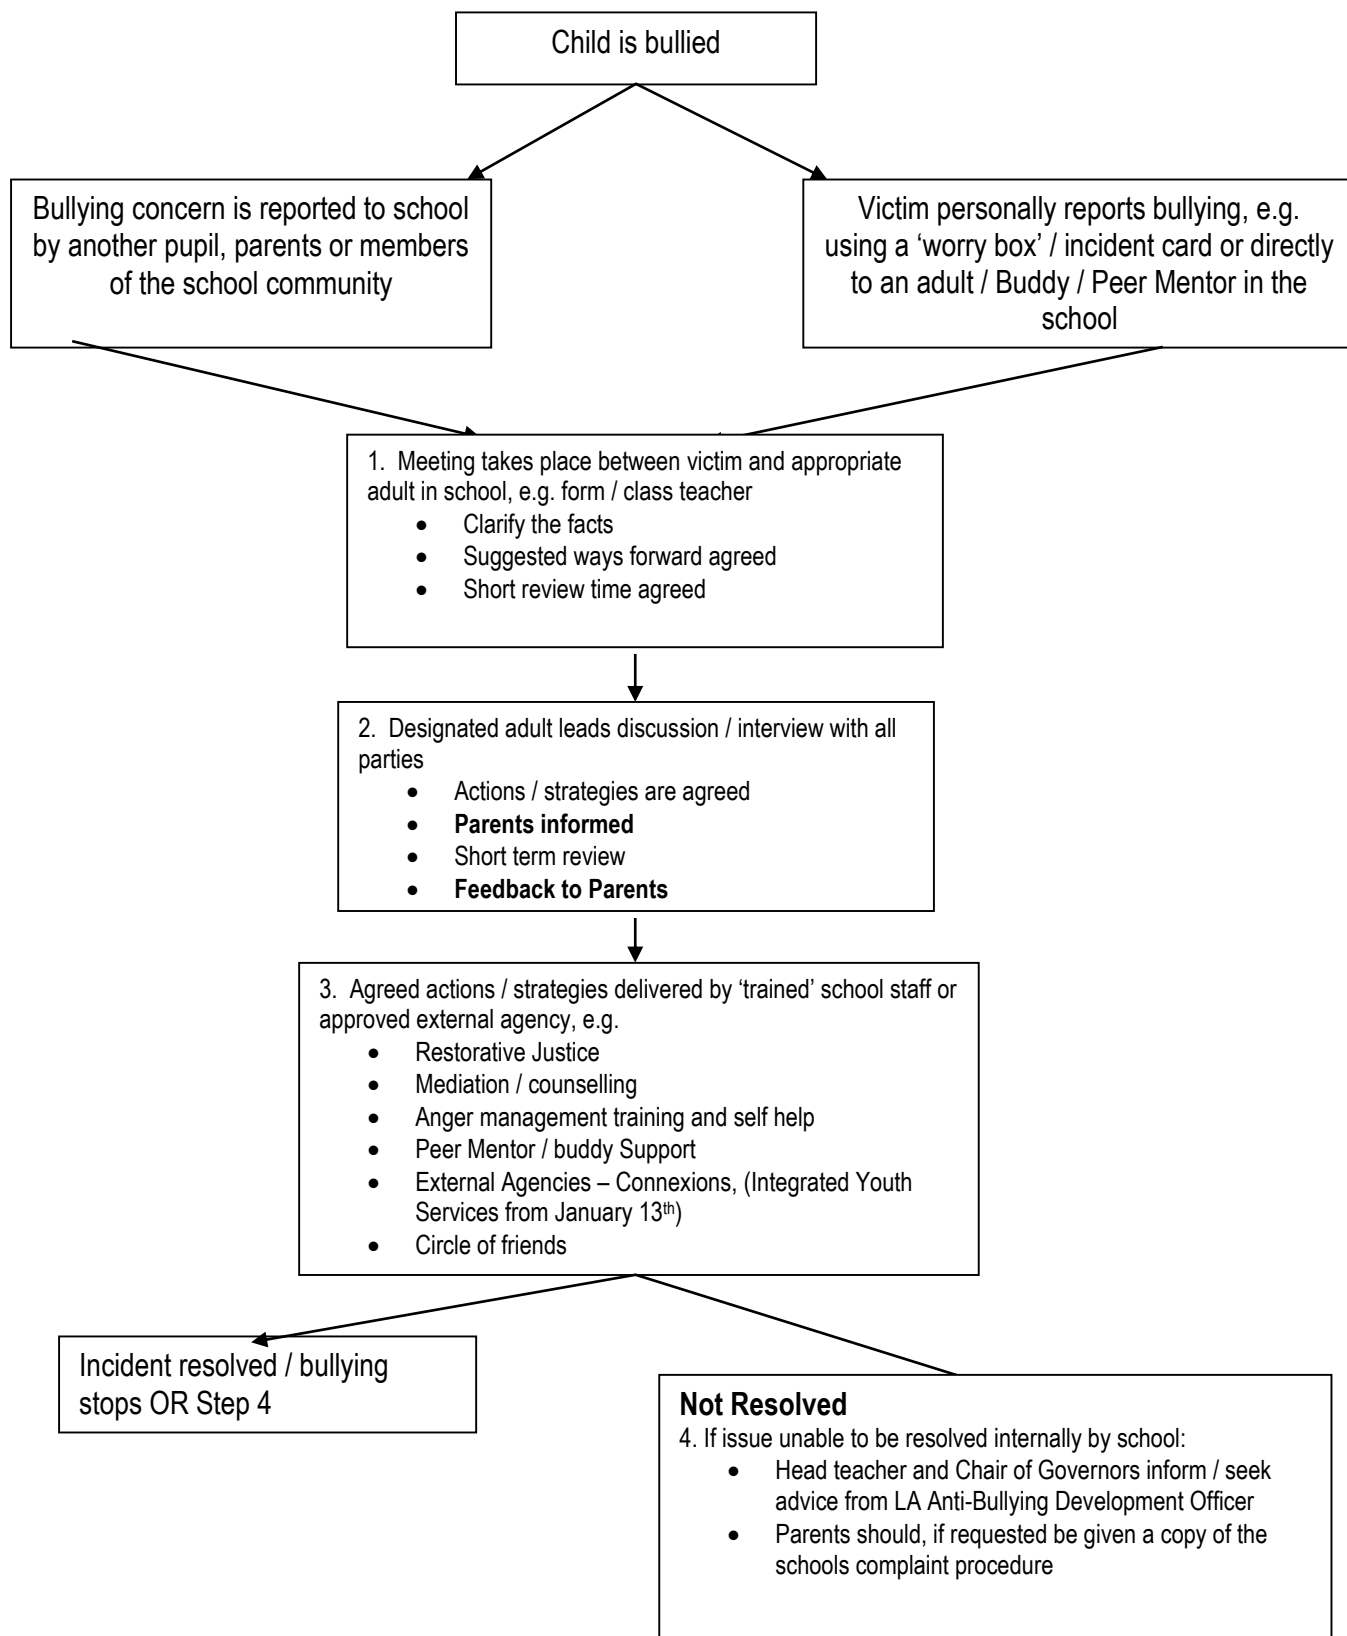 Child is bullied
Bullying concern is reported to school
by another pupil, parents or members
of the school community
Victim personally reports bullying, e.g.
using a ‘worry box’ / incident card or directly
to an adult / Buddy / Peer Mentor in the
school
1. Meeting takes place between victim and appropriate
adult in school, e.g. form / class teacher
• Clarify the facts
• Suggested ways forward agreed
• Short review time agreed
2. Designated adult leads discussion / interview with all
parties
• Actions / strategies are agreed
• Parents informed
• Short term review
• Feedback to Parents
3. Agreed actions / strategies delivered by ‘trained’ school staff or
approved external agency, e.g.
• Restorative Justice
• Mediation / counselling
• Anger management training and self help
• Peer Mentor / buddy Support
• External Agencies – Connexions, (Integrated Youth
Services from January 13th)
• Circle of friends
Incident resolved / bullying
stops OR Step 4
Not Resolved
4. If issue unable to be resolved internally by school:
• Head teacher and Chair of Governors inform / seek
advice from LA Anti-Bullying Development Officer
• Parents should, if requested be given a copy of the
schools complaint procedure